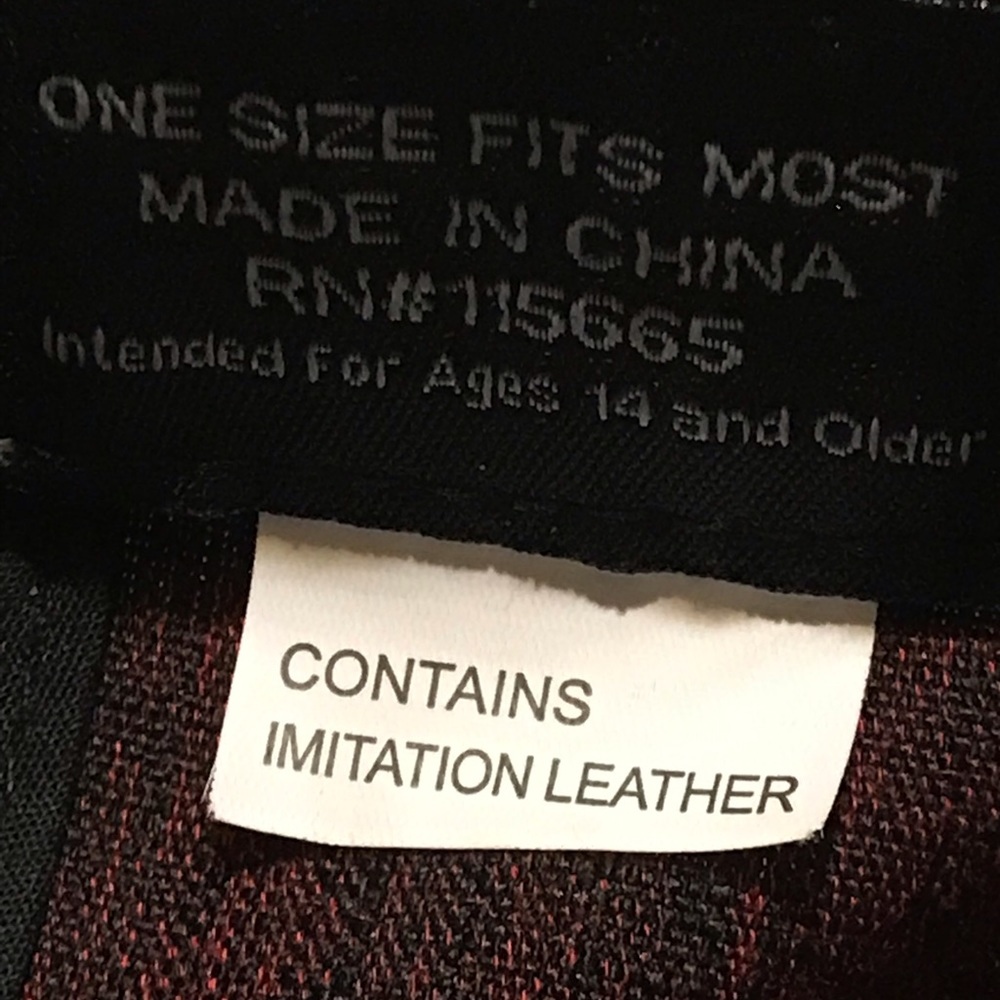 ONE SIZE FITS MOST
MADE IN CHINA
RN#115665
Intended For Ages 14 and Older
CONTAINS
IMITATION LEATHER